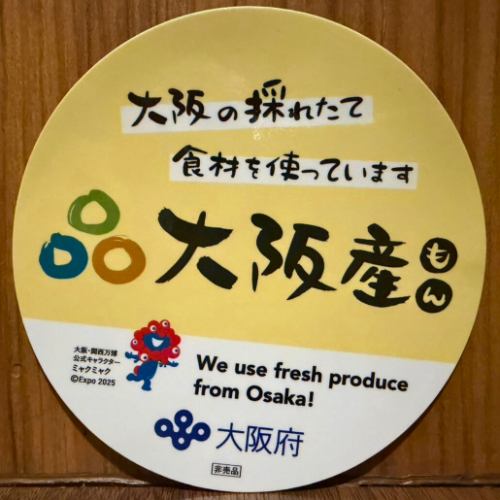 大阪の採れたて
食材を使っています
大阪産もん
大阪・関西万博
公式キャラクター
ミャクミャク
©Expo 2025
We use fresh produce
from Osaka!
大阪府
非売品